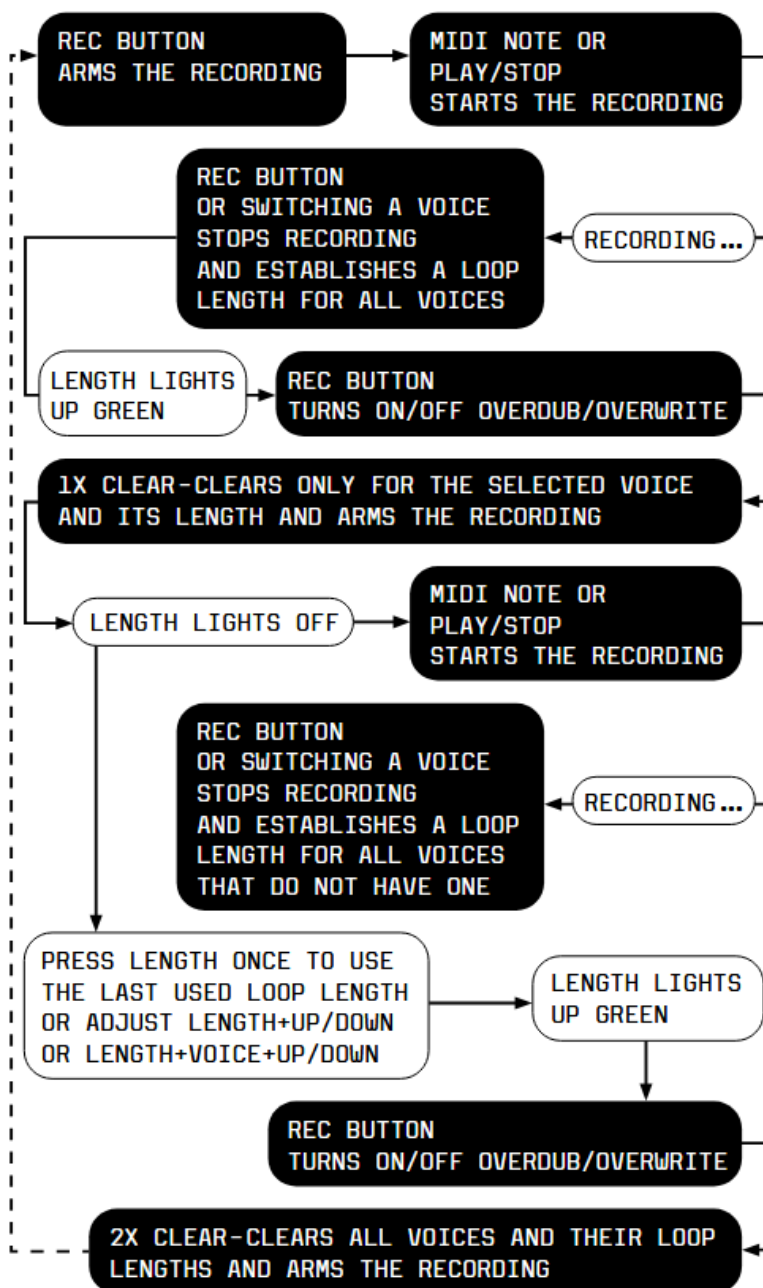 REC BUTTON
ARMS THE RECORDING
MIDI NOTE OR
PLAY/STOP
STARTS THE RECORDING
RECORDING...
REC BUTTON
OR SWITCHING A VOICE
STOPS RECORDING
AND ESTABLISHES A LOOP
LENGTH FOR ALL VOICES
LENGTH LIGHTS
UP GREEN
REC BUTTON
TURNS ON/OFF OVERDUB/OVERWRITE
1X CLEAR-CLEARS ONLY FOR THE SELECTED VOICE
AND ITS LENGTH AND ARMS THE RECORDING
LENGTH LIGHTS OFF
MIDI NOTE OR
PLAY/STOP
STARTS THE RECORDING
RECORDING...
REC BUTTON
OR SWITCHING A VOICE
STOPS RECORDING
AND ESTABLISHES A LOOP
LENGTH FOR ALL VOICES
THAT DO NOT HAVE ONE
PRESS LENGTH ONCE TO USE
THE LAST USED LOOP LENGTH
OR ADJUST LENGTH+UP/DOWN
OR LENGTH+VOICE+UP/DOWN
LENGTH LIGHTS
UP GREEN
REC BUTTON
TURNS ON/OFF OVERDUB/OVERWRITE
2X CLEAR-CLEARS ALL VOICES AND THEIR LOOP
LENGTHS AND ARMS THE RECORDING